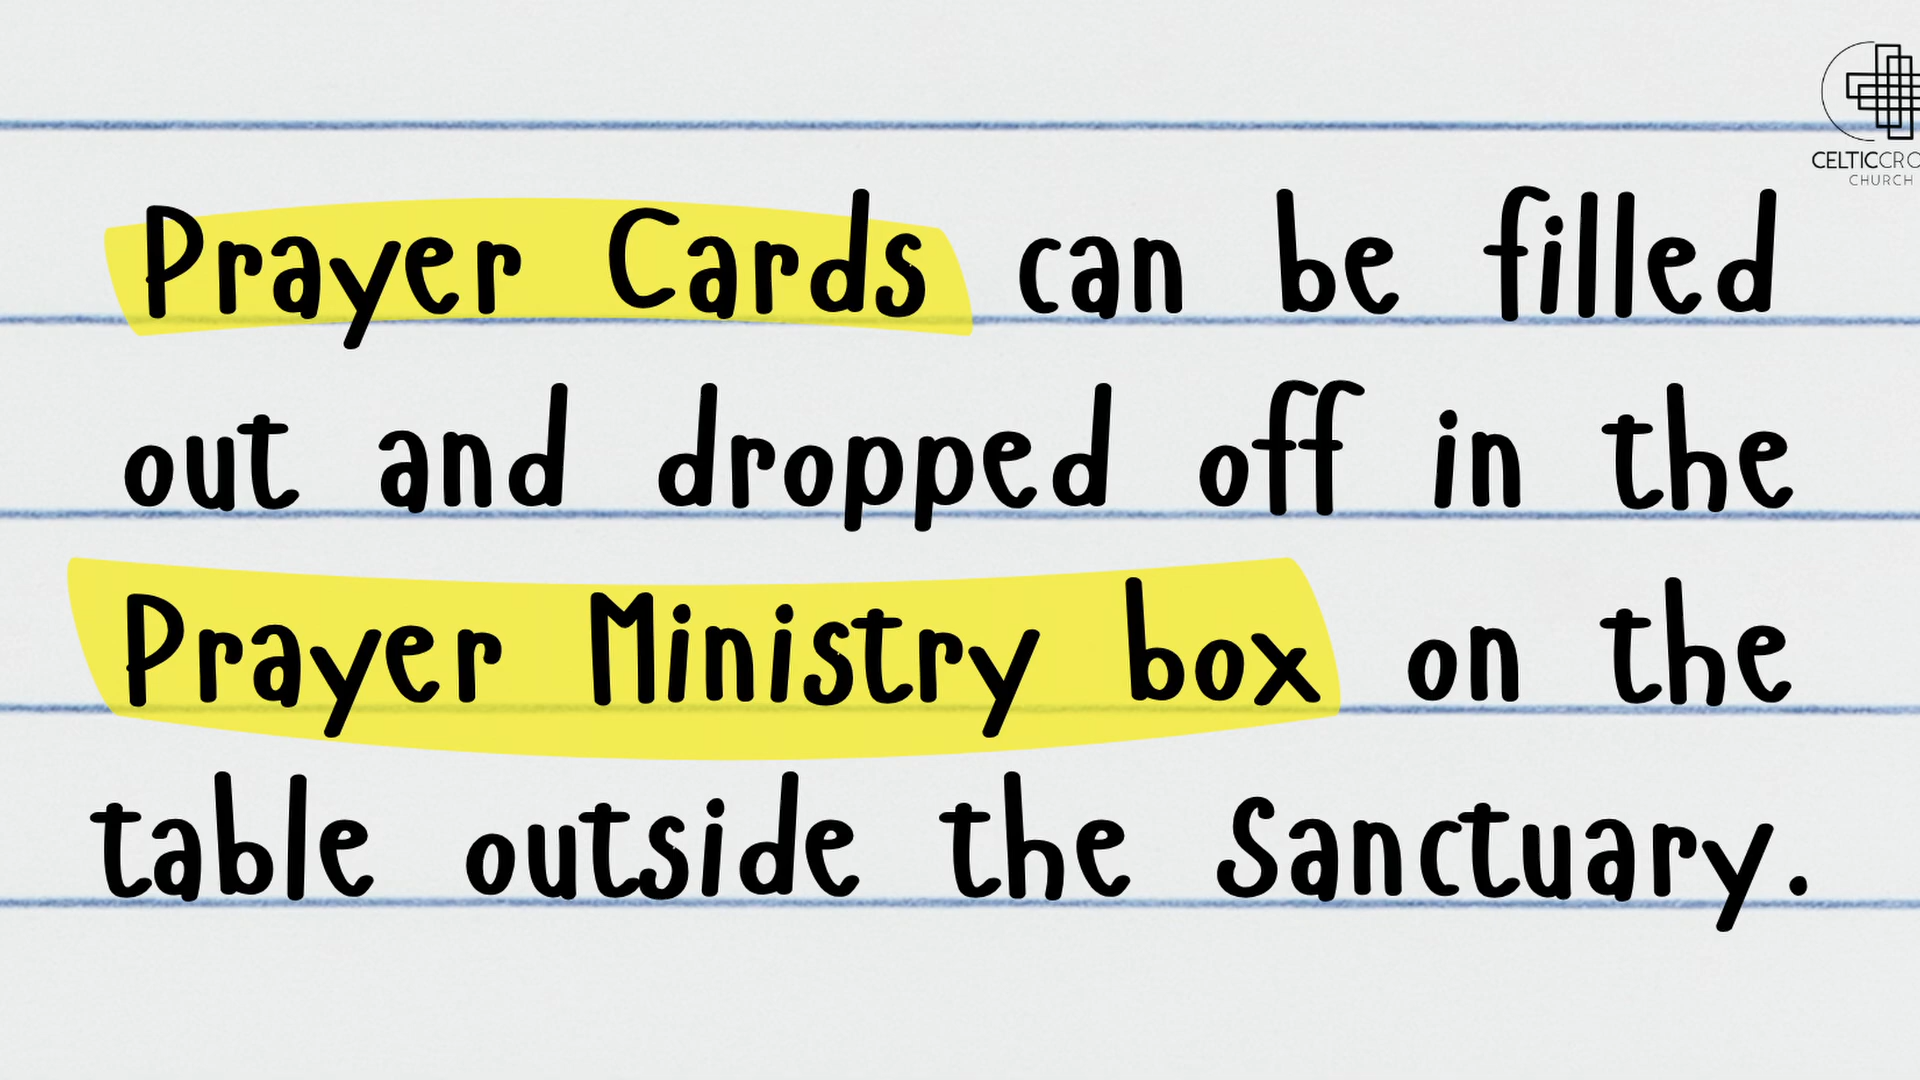 CELTICCRO
CHURCH
Prayer Cards can be filled
out and dropped off in the
Prayer Ministry box on the
table outside the Sanctuary.